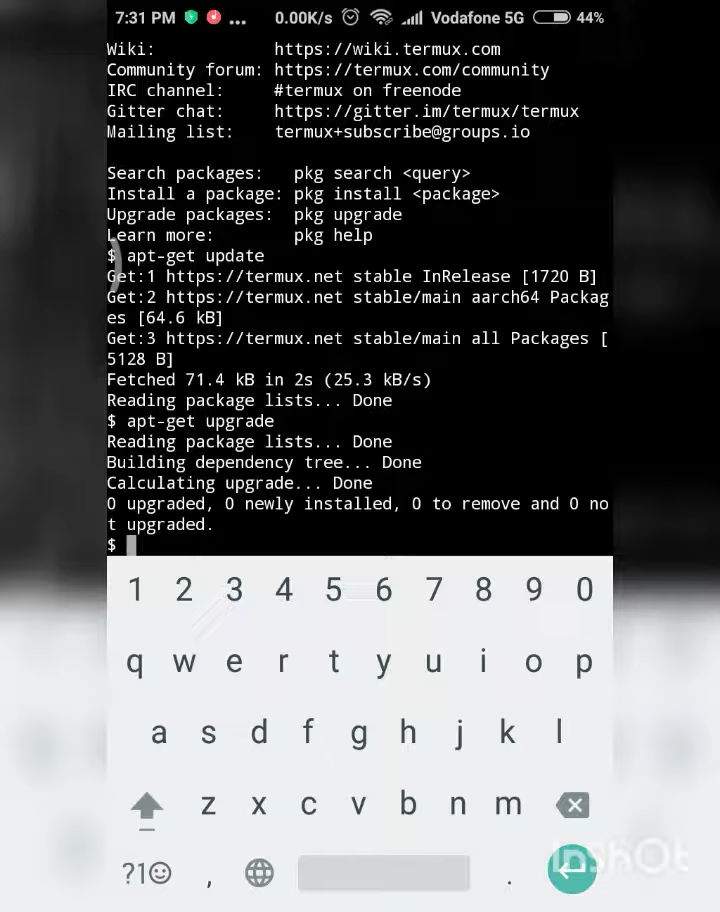 7:31 PM ... 0.00K/s Vodafone 5G 44%
Wiki: https://wiki.termux.com
Community forum: https://termux.com/community
IRC channel: #termux on freenode
Gitter chat: https://gitter.im/termux/termux
Mailing list: termux+subscribe@groups.io
Search packages: pkg search <query>
Install a package: pkg install <package>
Upgrade packages: pkg upgrade
Learn more: pkg help
$ apt-get update
Get:1 https://termux.net stable InRelease [1720 B]
Get:2 https://termux.net stable/main aarch64 Packag
es [64.6 kB]
Get:3 https://termux.net stable/main all Packages [
5128 B]
Fetched 71.4 kB in 2s (25.3 kB/s)
Reading package lists... Done
$ apt-get upgrade
Reading package lists... Done
Building dependency tree... Done
Calculating upgrade... Done
0 upgraded, 0 newly installed, 0 to remove and 0 no
t upgraded.
$
1 2 3 4 5 6 7 8 9 0
q w e r t y u i o p
a s d f g h j k l
z x c v b n m
?1☺ , .
InShOt